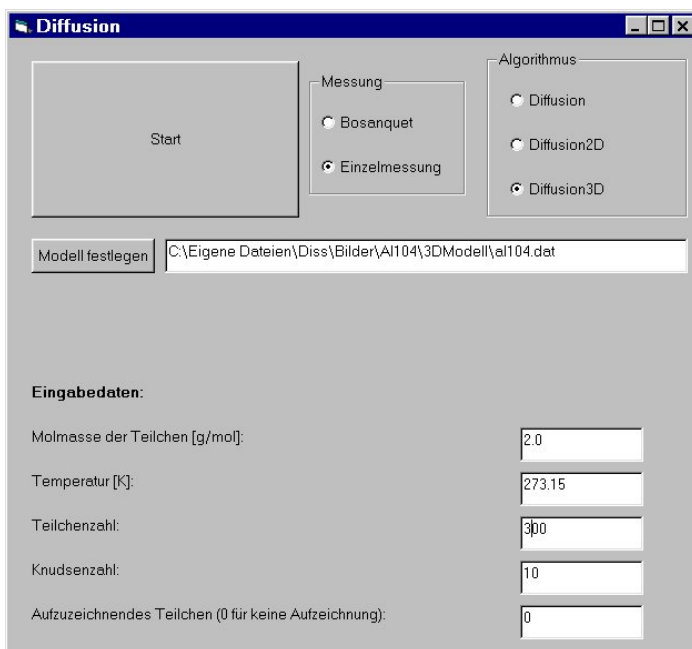 Diffusion
Start
Messung
Bosanquet
Einzelmessung
Algorithmus
Diffusion
Diffusion2D
Diffusion3D
Modell festlegen
C:\Eigene Dateien\Diss\Bilder\Al104\3DModell\al104.dat
Eingabedaten:
Molmasse der Teilchen [g/mol]: 2.0
Temperatur [K]: 273.15
Teilchenzahl: 300
Knudsenzahl: 10
Aufzuzeichnendes Teilchen (0 für keine Aufzeichnung): 0